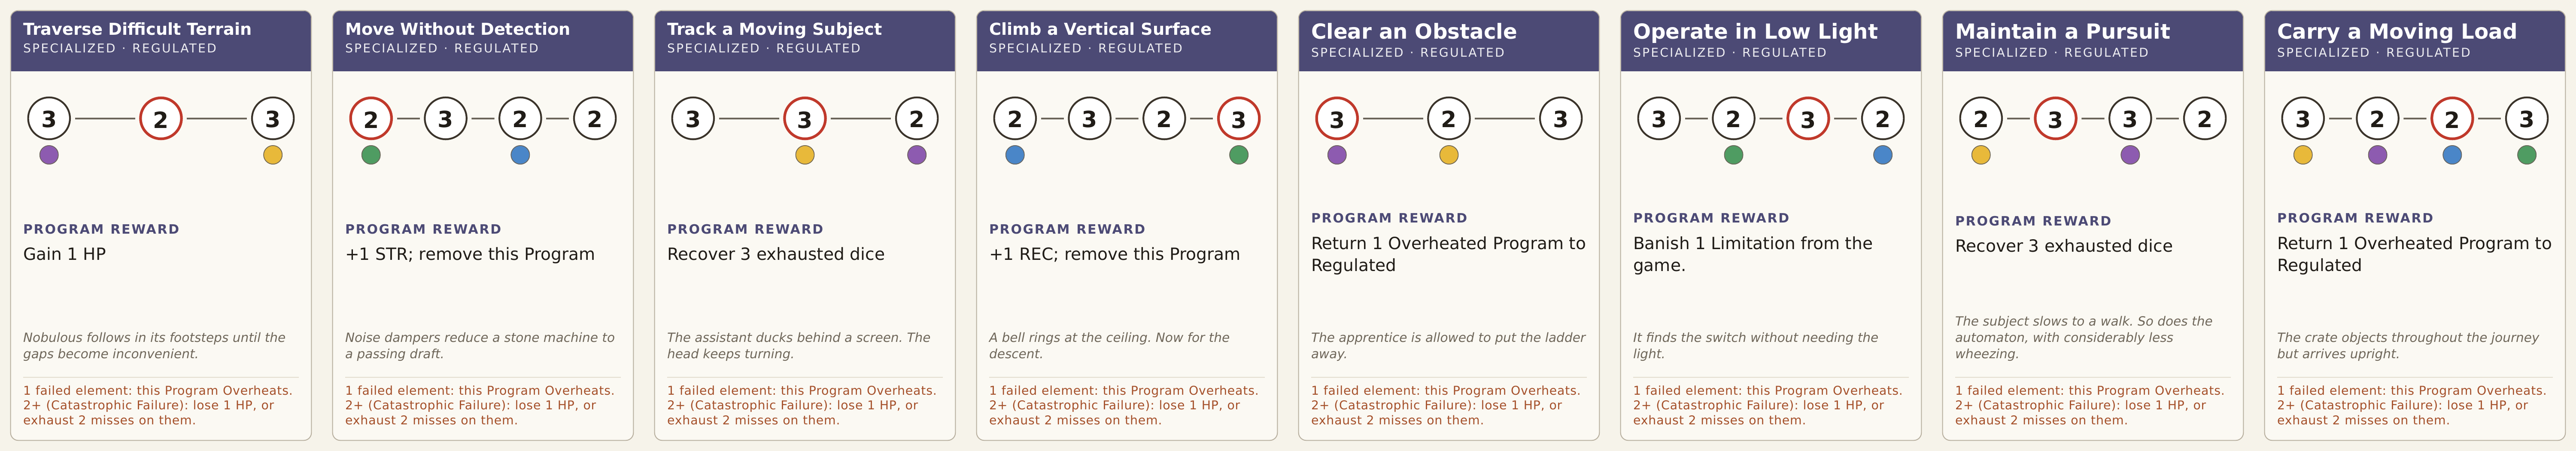 Traverse Difficult Terrain
SPECIALIZED · REGULATED
3 2 3
PROGRAM REWARD
Gain 1 HP
Nobulous follows in its footsteps until the
gaps become inconvenient.
1 failed element: this Program Overheats.
2+ (Catastrophic Failure): lose 1 HP, or
exhaust 2 misses on them.
Move Without Detection
SPECIALIZED · REGULATED
2 3 2 2
PROGRAM REWARD
+1 STR; remove this Program
Noise dampers reduce a stone machine to
a passing draft.
1 failed element: this Program Overheats.
2+ (Catastrophic Failure): lose 1 HP, or
exhaust 2 misses on them.
Track a Moving Subject
SPECIALIZED · REGULATED
3 3 2
PROGRAM REWARD
Recover 3 exhausted dice
The assistant ducks behind a screen. The
head keeps turning.
1 failed element: this Program Overheats.
2+ (Catastrophic Failure): lose 1 HP, or
exhaust 2 misses on them.
Climb a Vertical Surface
SPECIALIZED · REGULATED
2 3 2 3
PROGRAM REWARD
+1 REC; remove this Program
A bell rings at the ceiling. Now for the
descent.
1 failed element: this Program Overheats.
2+ (Catastrophic Failure): lose 1 HP, or
exhaust 2 misses on them.
Clear an Obstacle
SPECIALIZED · REGULATED
3 2 3
PROGRAM REWARD
Return 1 Overheated Program to
Regulated
The apprentice is allowed to put the ladder
away.
1 failed element: this Program Overheats.
2+ (Catastrophic Failure): lose 1 HP, or
exhaust 2 misses on them.
Operate in Low Light
SPECIALIZED · REGULATED
3 2 3 2
PROGRAM REWARD
Banish 1 Limitation from the
game.
It finds the switch without needing the
light.
1 failed element: this Program Overheats.
2+ (Catastrophic Failure): lose 1 HP, or
exhaust 2 misses on them.
Maintain a Pursuit
SPECIALIZED · REGULATED
2 3 3 2
PROGRAM REWARD
Recover 3 exhausted dice
The subject slows to a walk. So does the
automaton, with considerably less
wheezing.
1 failed element: this Program Overheats.
2+ (Catastrophic Failure): lose 1 HP, or
exhaust 2 misses on them.
Carry a Moving Load
SPECIALIZED · REGULATED
3 2 2 3
PROGRAM REWARD
Return 1 Overheated Program to
Regulated
The crate objects throughout the journey
but arrives upright.
1 failed element: this Program Overheats.
2+ (Catastrophic Failure): lose 1 HP, or
exhaust 2 misses on them.